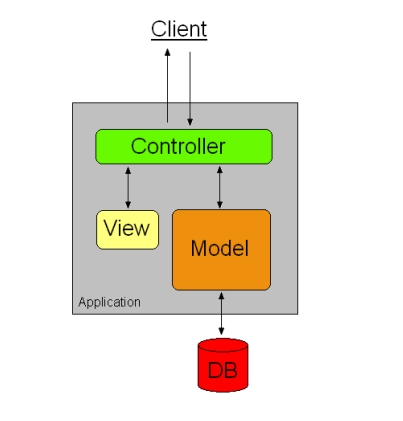 Client
Controller
View
Model
Application
DB